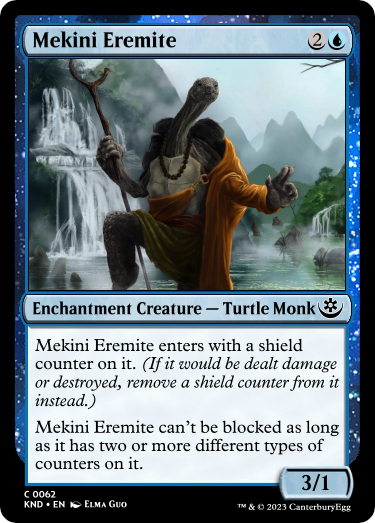 Mekini Eremite 2
Enchantment Creature — Turtle Monk
Mekini Eremite enters with a shield
counter on it. (If it would be dealt damage
or destroyed, remove a shield counter from it
instead.)
Mekini Eremite can't be blocked as long
as it has two or more different types of
counters on it.
3/1
C 0062
KND • EN Elma Guo
™ & © 2023 CanterburyEgg